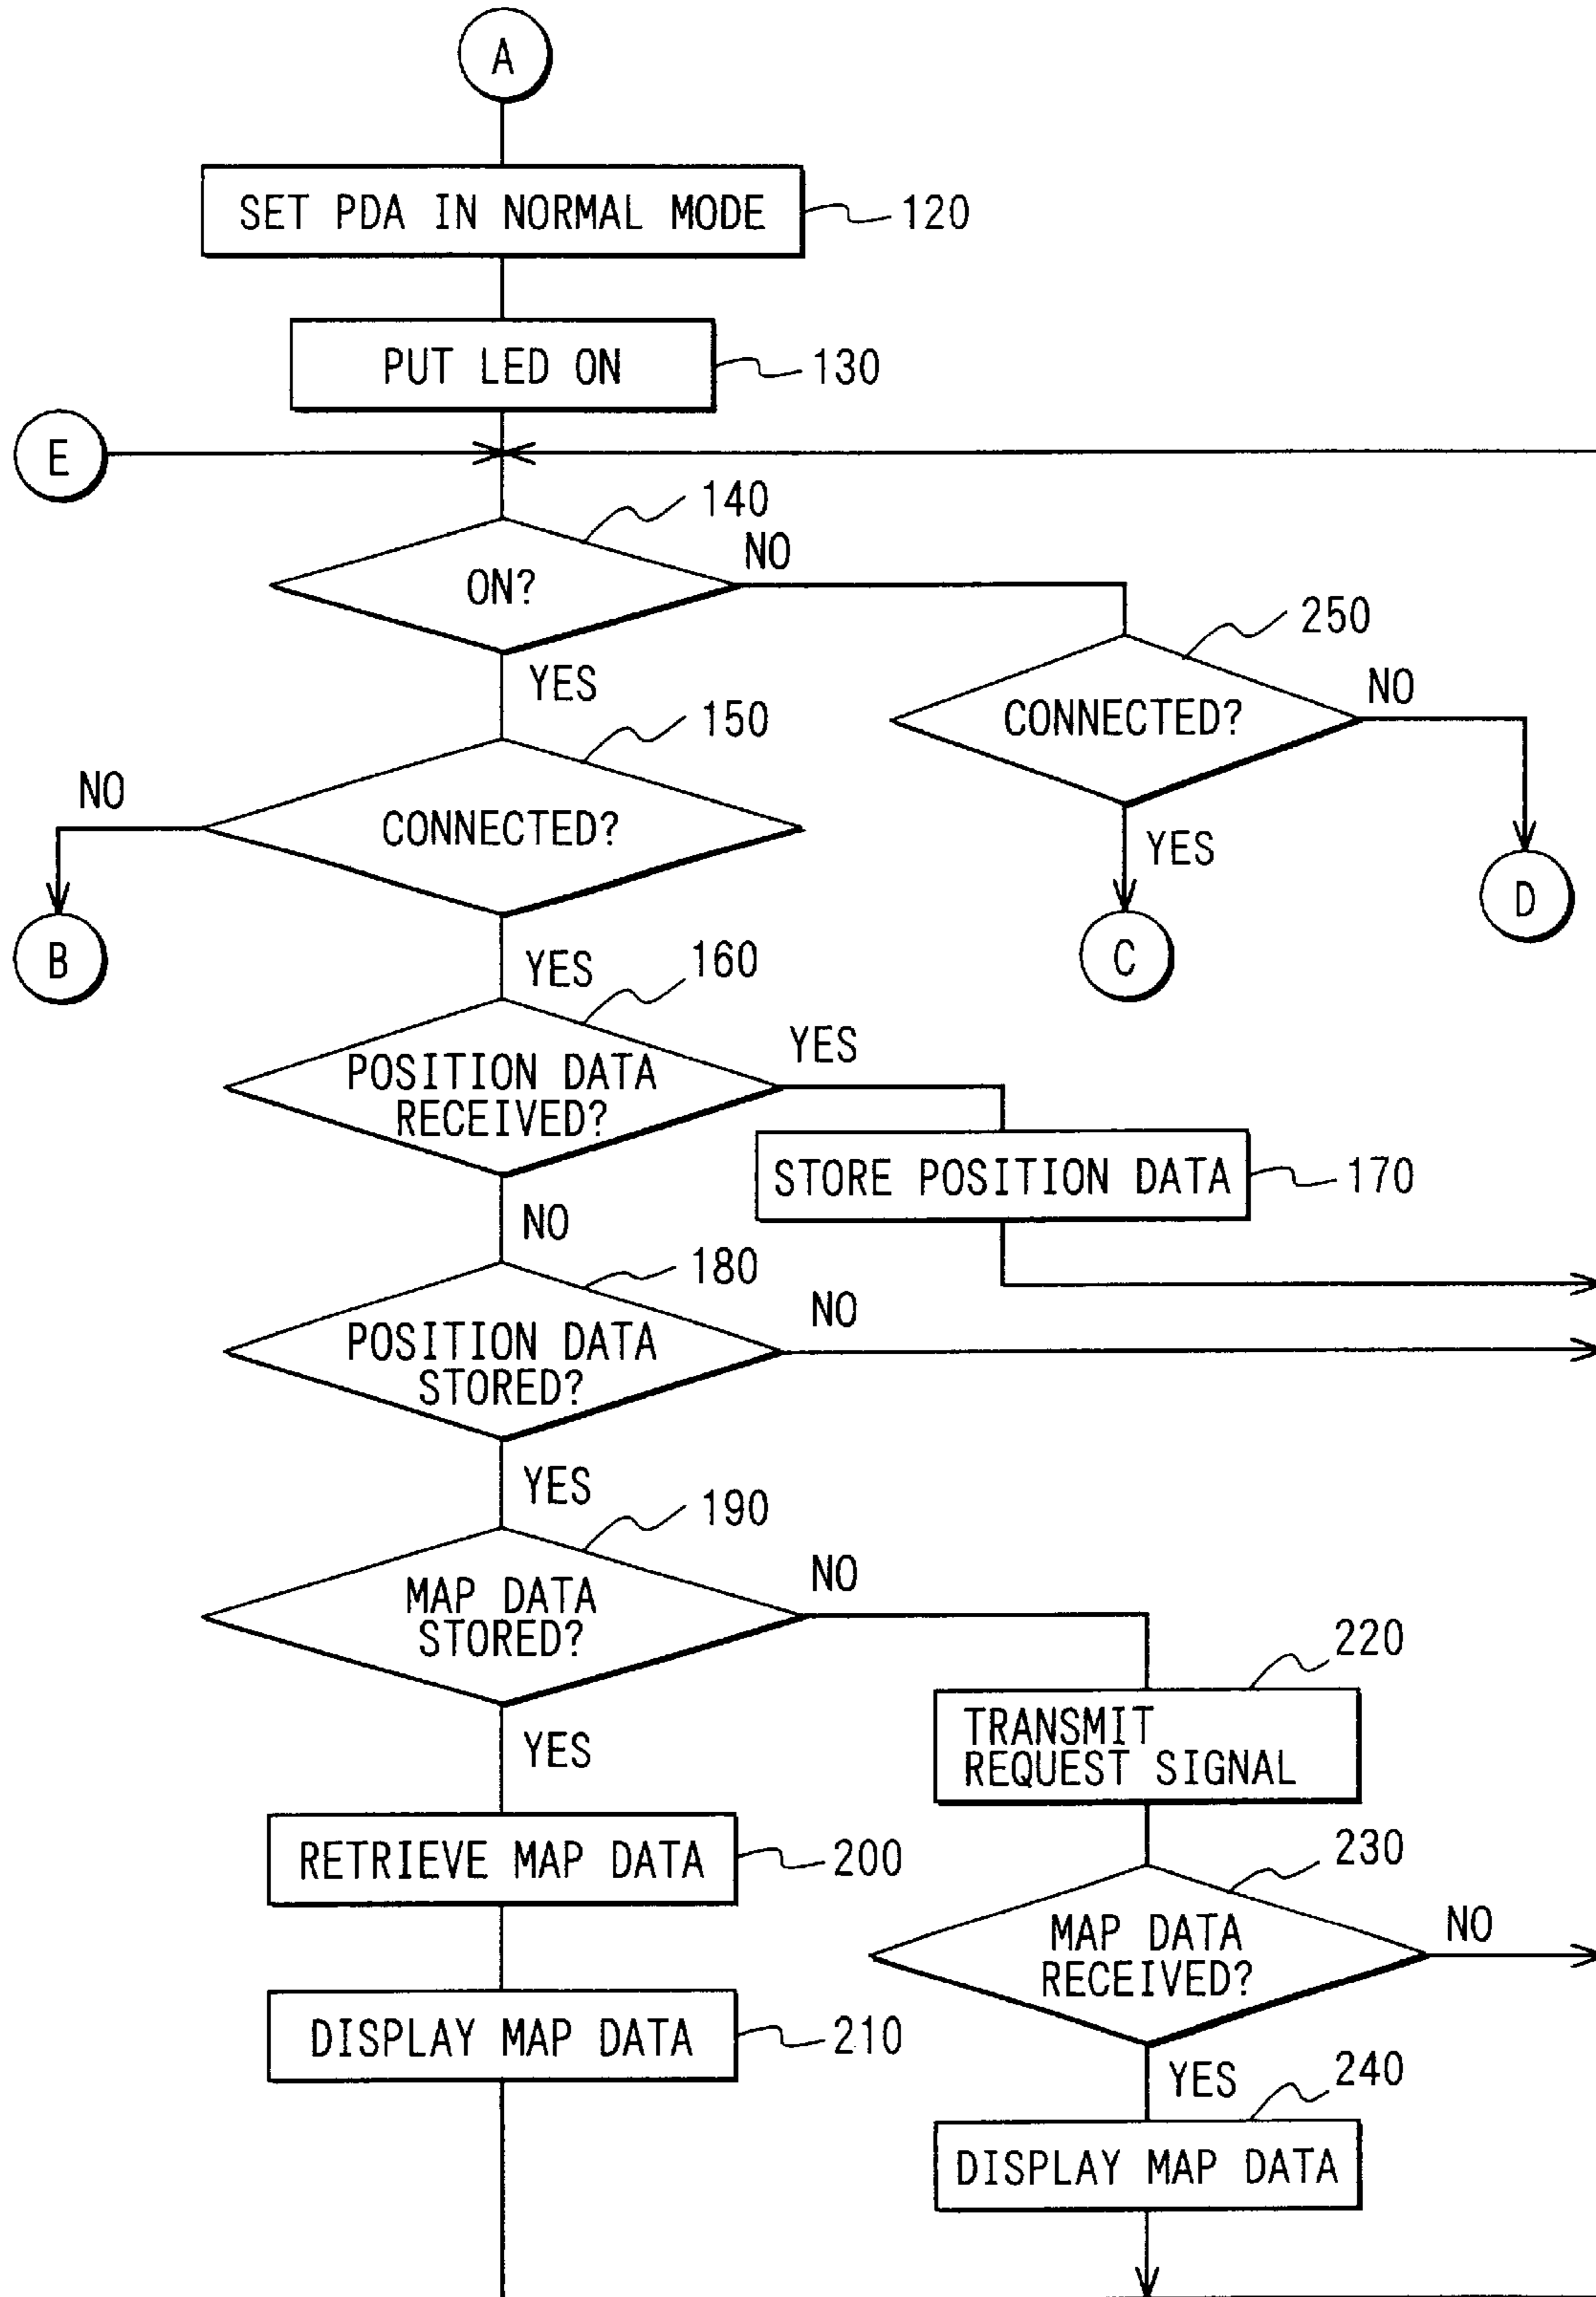 A
SET PDA IN NORMAL MODE
120
PUT LED ON
130
E
140
NO
ON?
250
YES
NO
150
CONNECTED?
NO
CONNECTED?
YES
D
B
C
YES
160
YES
POSITION DATA
RECEIVED?
STORE POSITION DATA
170
NO
180
NO
POSITION DATA
STORED?
YES
190
NO
MAP DATA
STORED?
220
TRANSMIT
REQUEST SIGNAL
YES
230
RETRIEVE MAP DATA
200
MAP DATA
RECEIVED?
NO
DISPLAY MAP DATA
210
YES
240
DISPLAY MAP DATA